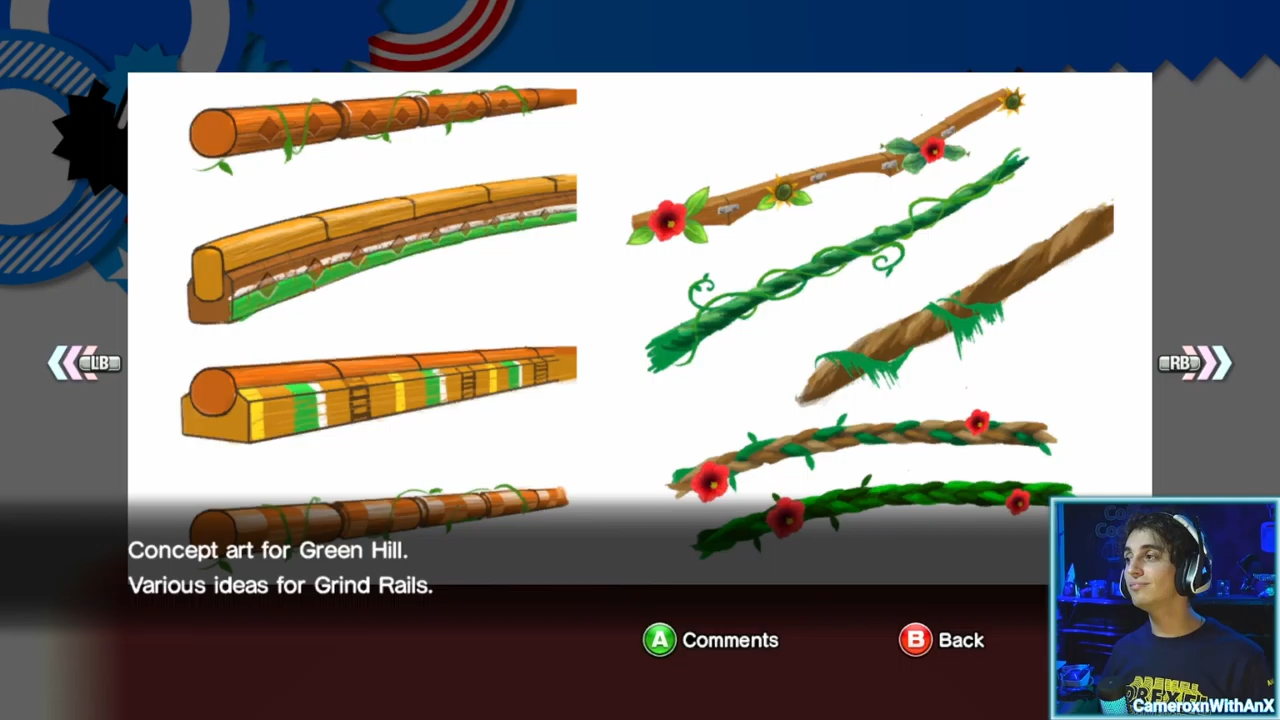 LB
RB
Concept art for Green Hill.
Various ideas for Grind Rails.
A Comments
B Back
CameroxnWithAnX